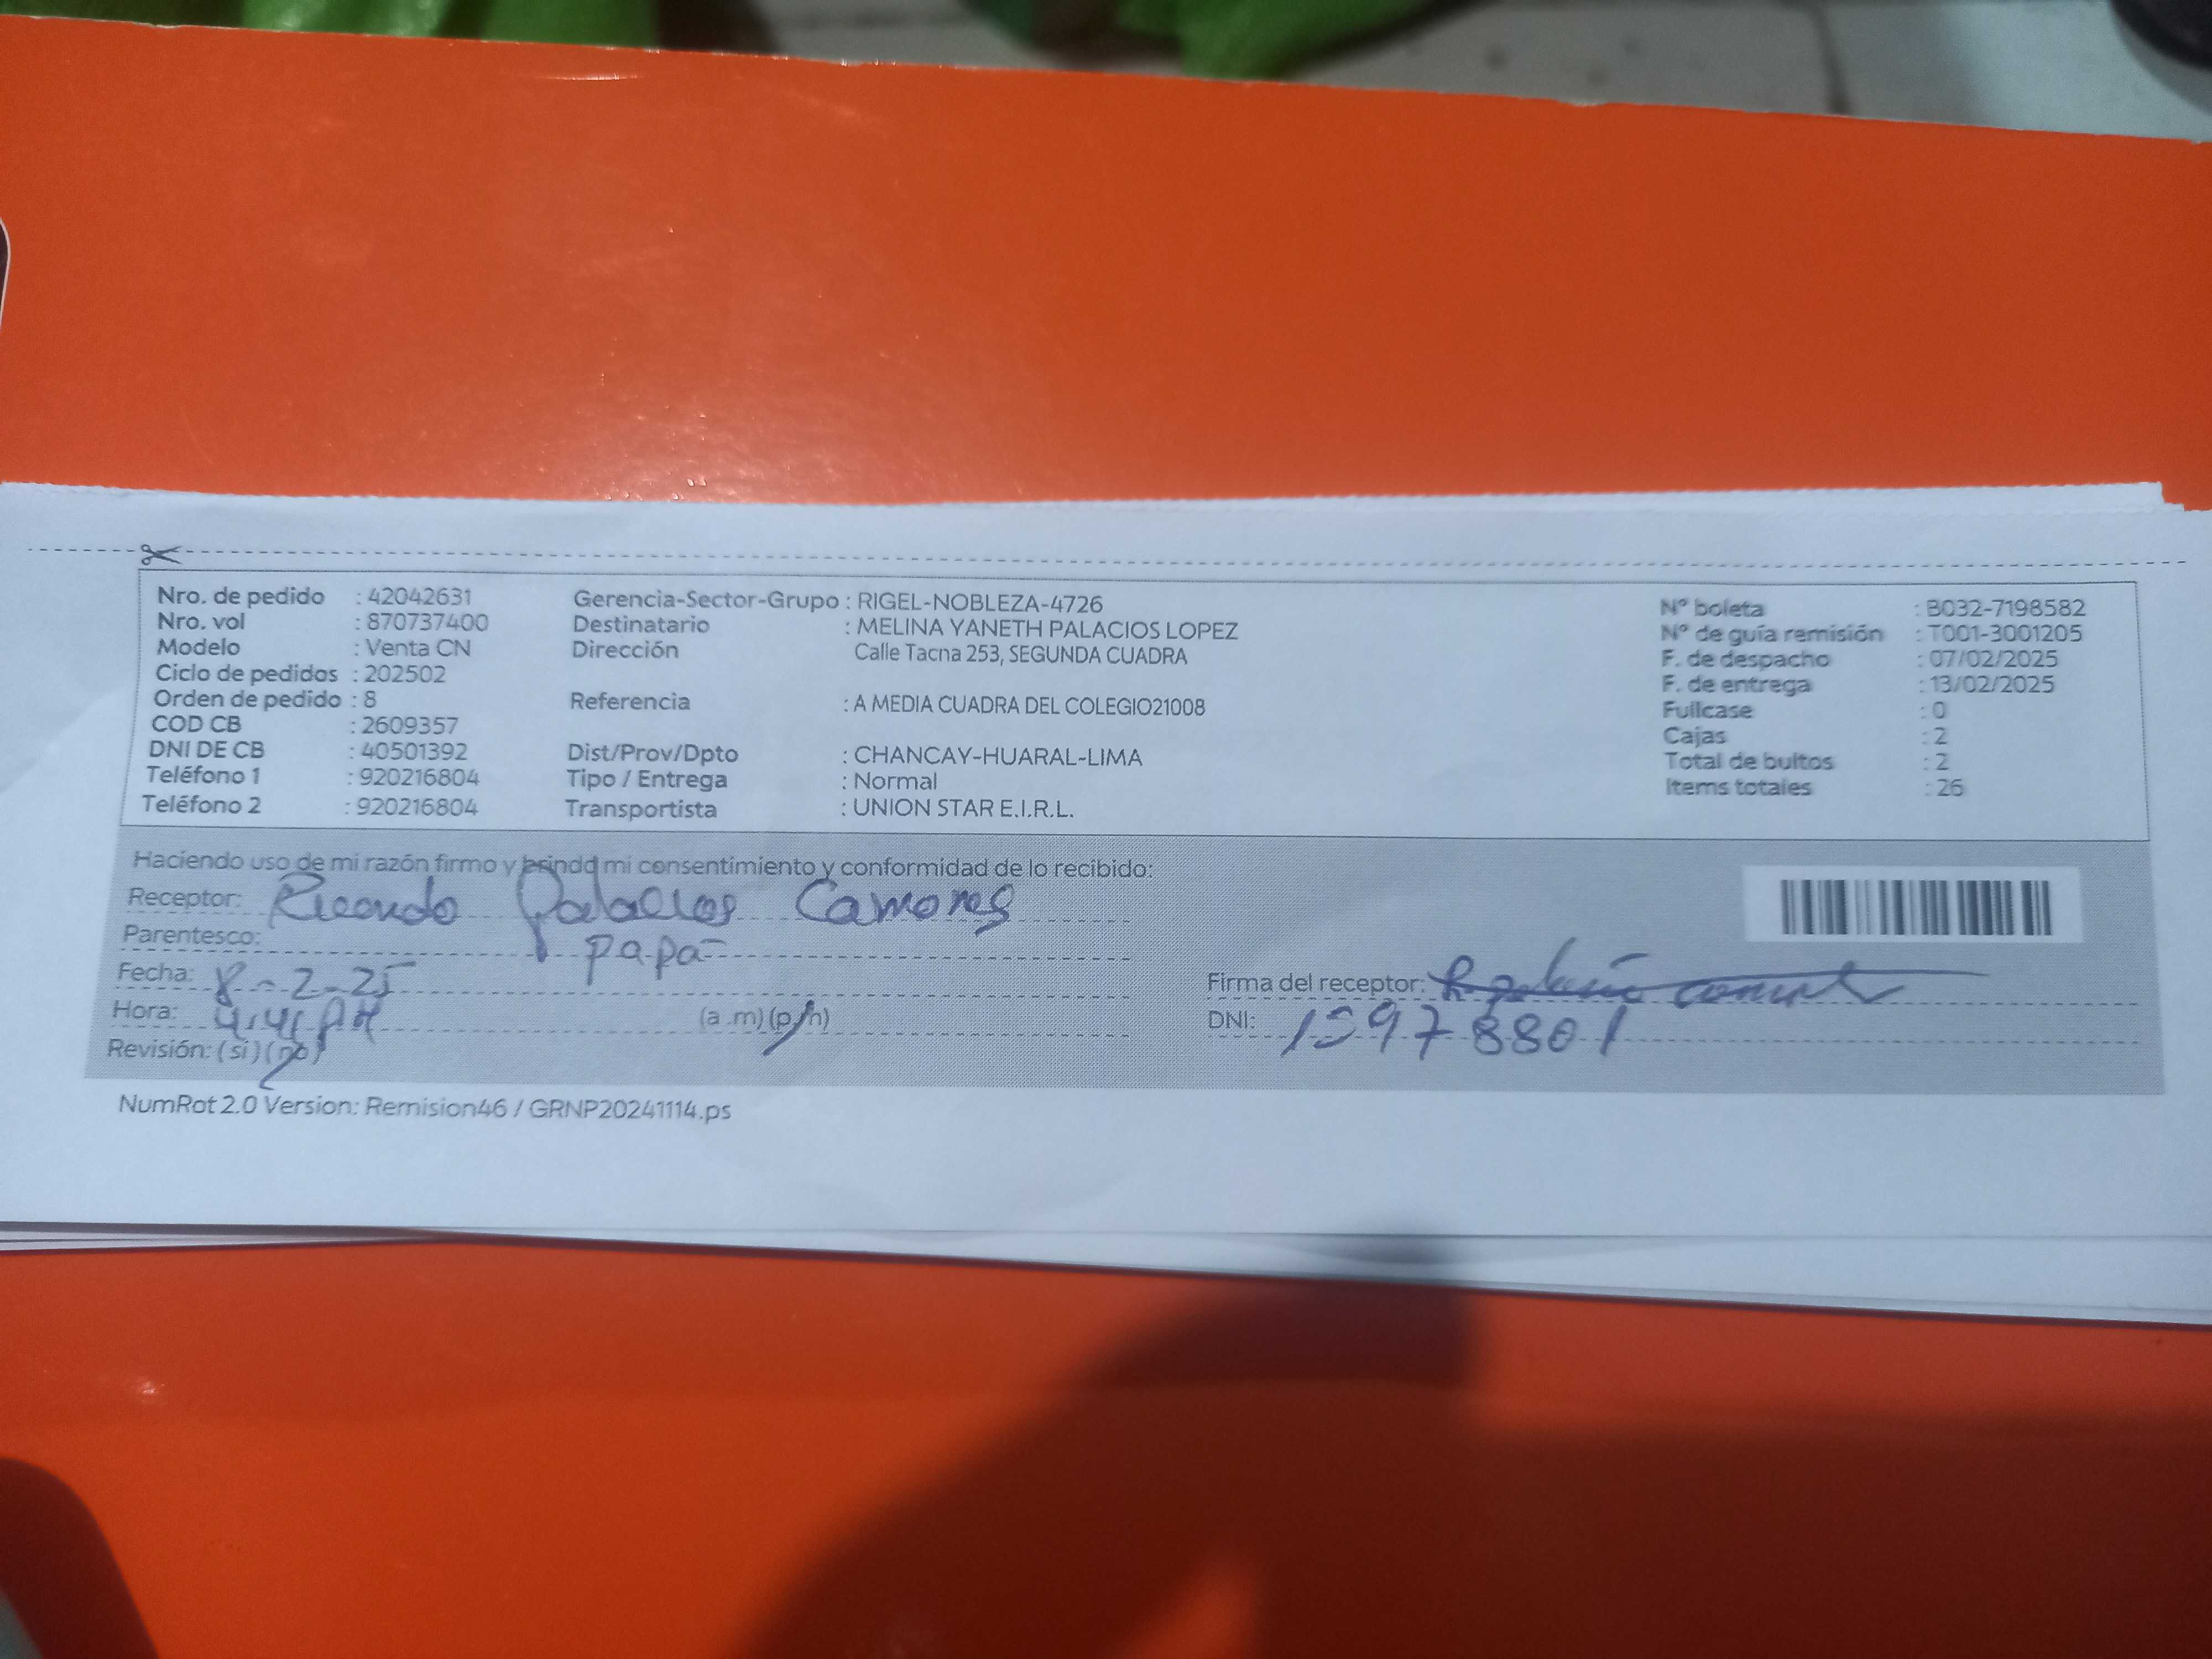 Nro. de pedido : 42042631
Nro. vol : 870737400
Modelo : Venta CN
Ciclo de pedidos : 202502
Orden de pedido : 8
COD CB : 2609357
DNI DE CB : 40501392
Teléfono 1 : 920216804
Teléfono 2 : 920216804
Gerencia-Sector-Grupo : RIGEL-NOBLEZA-4726
Destinatario : MELINA YANETH PALACIOS LOPEZ
Dirección Calle Tacna 253, SEGUNDA CUADRA
Referencia : A MEDIA CUADRA DEL COLEGIO21008
Dist/Prov/Dpto : CHANCAY-HUARAL-LIMA
Tipo / Entrega : Normal
Transportista : UNION STAR E.I.R.L.
N° boleta : B032-7198582
N° de guía remisión : T001-3001205
F. de despacho : 07/02/2025
F. de entrega : 13/02/2025
Fullcase : 0
Cajas : 2
Total de bultos : 2
Items totales : 26
Haciendo uso de mi razón firmo y brindo mi consentimiento y conformidad de lo recibido:
Receptor: Ricardo Palacios Camones
Parentesco: papa
Fecha: 8-2-25
Hora: 4:41 PM (a.m) (p.m)
Revisión: (si) (no)
Firma del receptor:
DNI: 15978801
NumRot 2.0 Version: Remision46 / GRNP20241114.ps